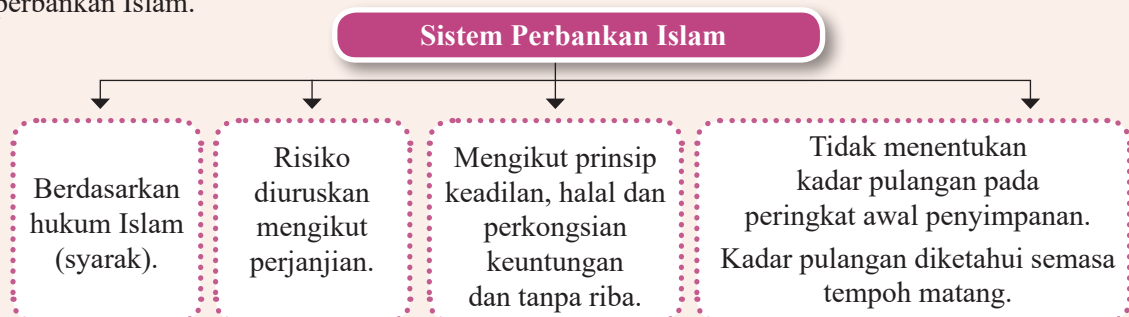 perbankan Islam.
Sistem Perbankan Islam
Berdasarkan
hukum Islam
(syarak).
Risiko
diuruskan
mengikut
perjanjian.
Mengikut prinsip
keadilan, halal dan
perkongsian
keuntungan
dan tanpa riba.
Tidak menentukan
kadar pulangan pada
peringkat awal penyimpanan.
Kadar pulangan diketahui semasa
tempoh matang.